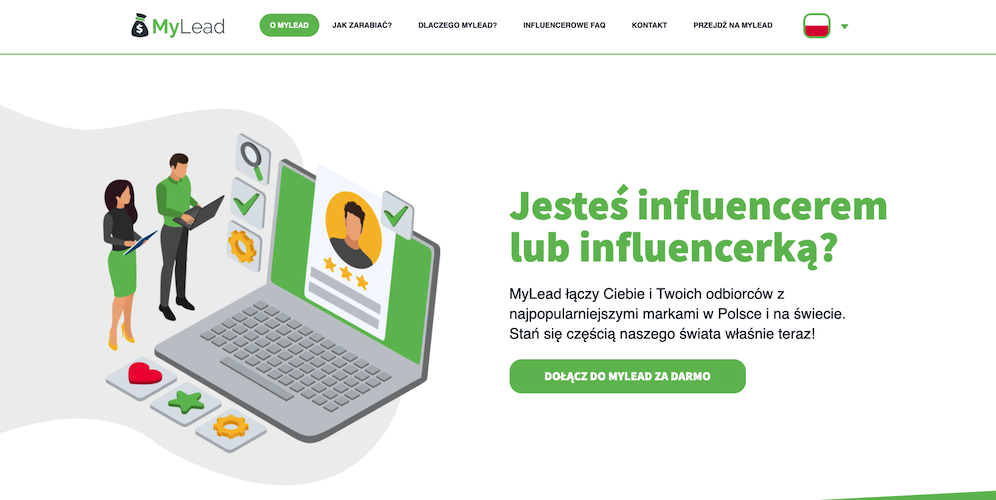 $ MyLead
O MYLEAD
JAK ZARABIAĆ?
DLACZEGO MYLEAD?
INFLUENCEROWE FAQ
KONTAKT
PRZEJDŹ NA MYLEAD
Jesteś influencerem
lub influencerką?
MyLead łączy Ciebie i Twoich odbiorców z
najpopularniejszymi markami w Polsce i na świecie.
Stań się częścią naszego świata właśnie teraz!
DOŁĄCZ DO MYLEAD ZA DARMO